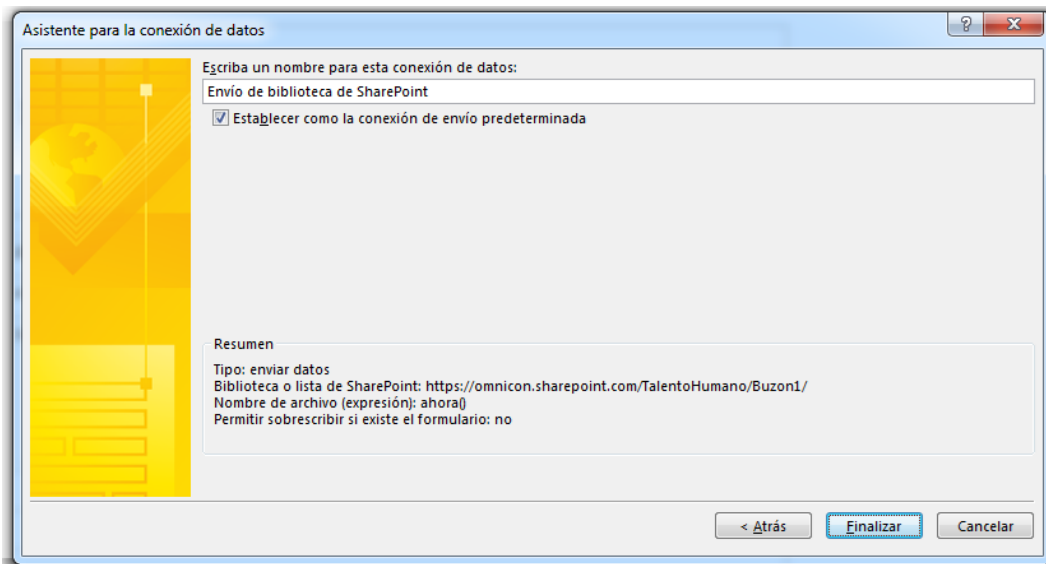 Asistente para la conexión de datos
Escriba un nombre para esta conexión de datos:
Envío de biblioteca de SharePoint
Establecer como la conexión de envío predeterminada
Resumen
Tipo: enviar datos
Biblioteca o lista de SharePoint: https://omnicon.sharepoint.com/TalentoHumano/Buzon1/
Nombre de archivo (expresión): ahora()
Permitir sobrescribir si existe el formulario: no
< Atrás Finalizar Cancelar